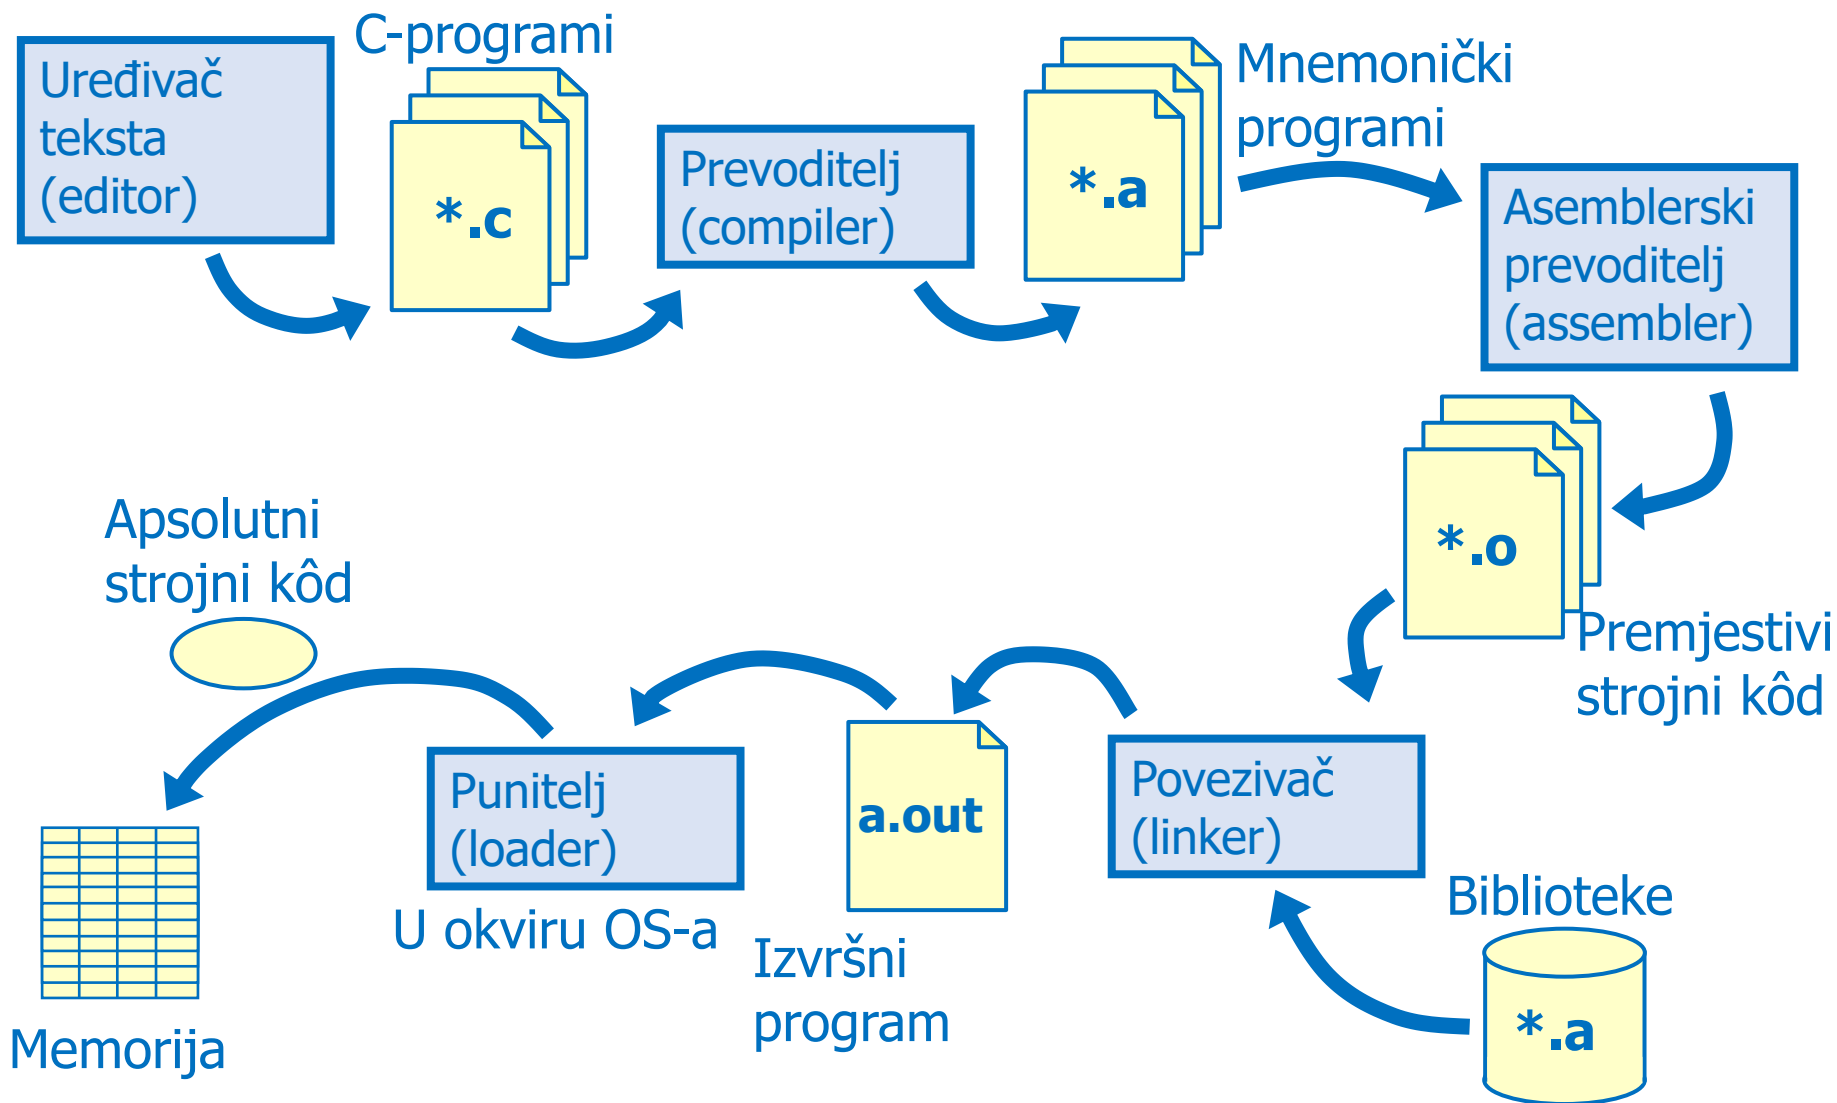 Uređivač
teksta
(editor)
C-programi
*.c
Prevoditelj
(compiler)
*.a
Mnemonički
programi
Asemblerski
prevoditelj
(assembler)
*.o
Premjestivi
strojni kôd
Povezivač
(linker)
Biblioteke
*.a
a.out
Izvršni
program
Punitelj
(loader)
U okviru OS-a
Apsolutni
strojni kôd
Memorija